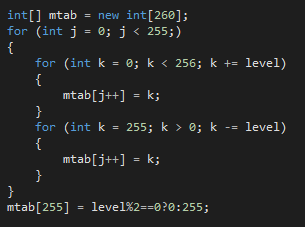 int[] mtab = new int[260];
for (int j = 0; j < 255;)
{
    for (int k = 0; k < 256; k += level)
    {
        mtab[j++] = k;
    }
    for (int k = 255; k > 0; k -= level)
    {
        mtab[j++] = k;
    }
}
mtab[255] = level%2==0?0:255;